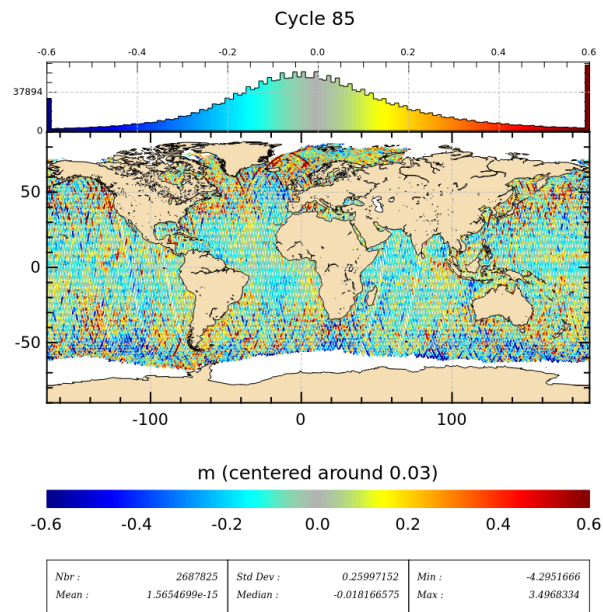 Cycle 85
-0.6 -0.4 -0.2 0.0 0.2 0.4 0.6
37894
0
50
0
-50
-100 0 100
m (centered around 0.03)
-0.6 -0.4 -0.2 0.0 0.2 0.4 0.6
Nbr : 2687825 Std Dev : 0.25997152 Min : -4.2951666
Mean : 1.5654699e-15 Median : -0.018166575 Max : 3.4968334